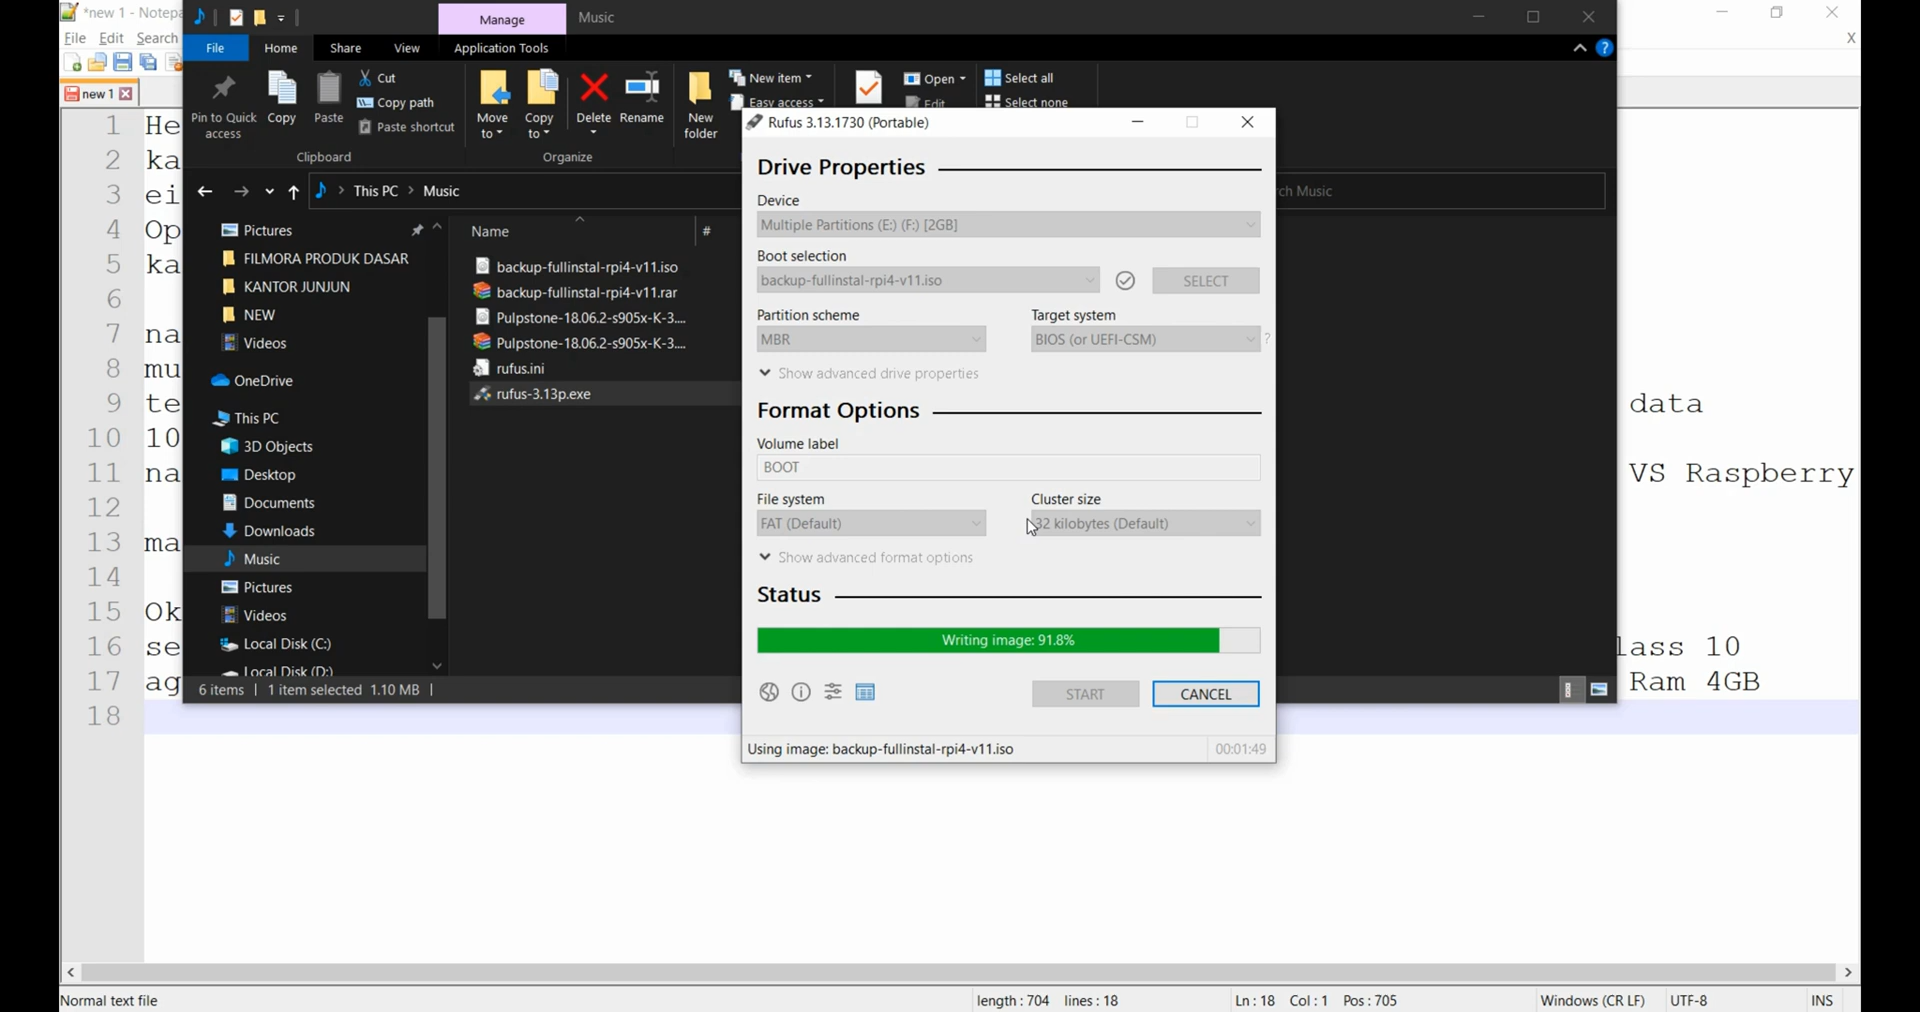 *new 1 - Notepa
File Edit Search
new 1
Manage
Music
File Home Share View Application Tools
Pin to Quick access
Copy
Paste
Cut
Copy path
Paste shortcut
Clipboard
Move to
Copy to
Delete
Rename
Organize
New folder
New item
Easy access
Open
Edit
Select all
Select none
This PC > Music
rch Music
Pictures
FILMORA PRODUK DASAR
KANTOR JUNJUN
NEW
Videos
OneDrive
This PC
3D Objects
Desktop
Documents
Downloads
Music
Pictures
Videos
Local Disk (C:)
Local Disk (D:)
Name #
backup-fullinstal-rpi4-v11.iso
backup-fullinstal-rpi4-v11.rar
Pulpstone-18.06.2-s905x-K-3....
Pulpstone-18.06.2-s905x-K-3....
rufus.ini
rufus-3.13p.exe
6 items | 1 item selected 1.10 MB |
Rufus 3.13.1730 (Portable)
Drive Properties
Device
Multiple Partitions (E:) (F:) [2GB]
Boot selection
backup-fullinstal-rpi4-v11.iso
SELECT
Partition scheme
MBR
Target system
BIOS (or UEFI-CSM)
?
Show advanced drive properties
Format Options
Volume label
BOOT
File system
FAT (Default)
Cluster size
32 kilobytes (Default)
Show advanced format options
Status
Writing image: 91.8%
START CANCEL
Using image: backup-fullinstal-rpi4-v11.iso 00:01:49
1 He
2 ka
3 ei
4 Op
5 ka
6
7 na
8 mu
9 te data
10 10
11 na VS Raspberry
12
13 ma
14
15 Ok
16 se lass 10
17 ag Ram 4GB
18
Normal text file length : 704 lines : 18 Ln : 18 Col : 1 Pos : 705 Windows (CR LF) UTF-8 INS